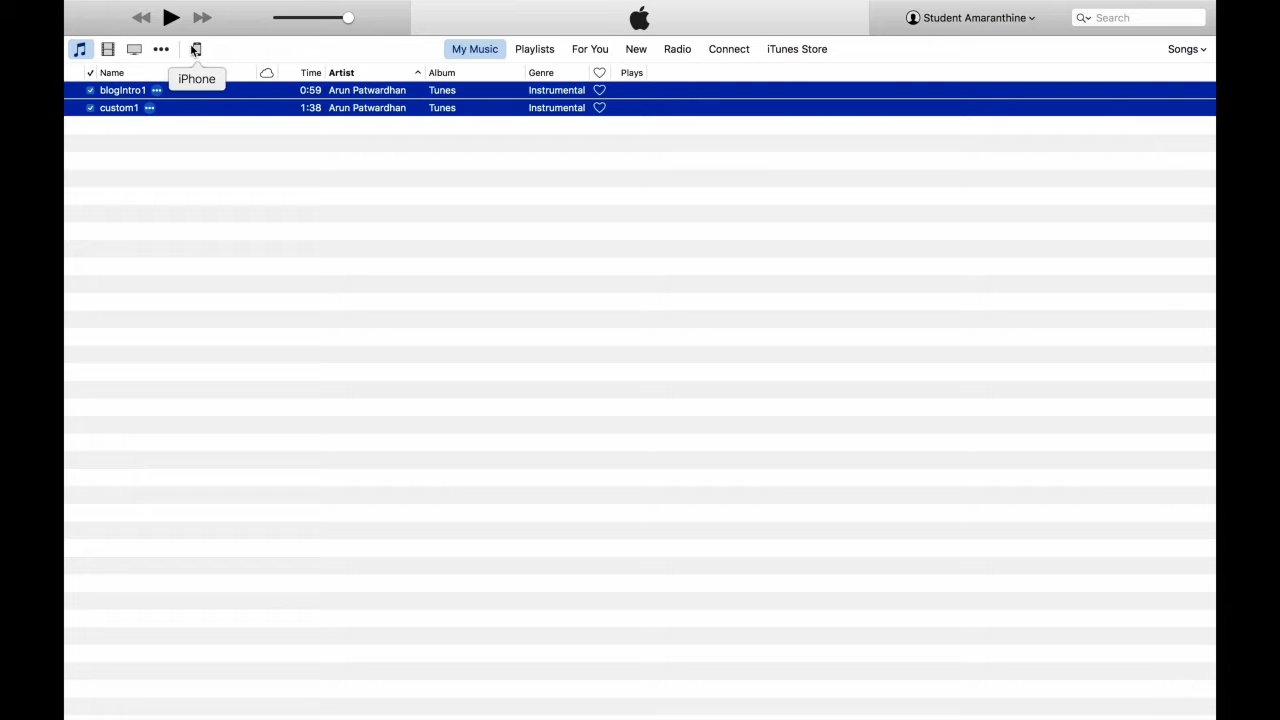 Student Amaranthine
Search
My Music Playlists For You New Radio Connect iTunes Store Songs
Name Time Artist Album Genre Plays
iPhone
blogintro1 0:59 Arun Patwardhan Tunes Instrumental
custom1 1:38 Arun Patwardhan Tunes Instrumental